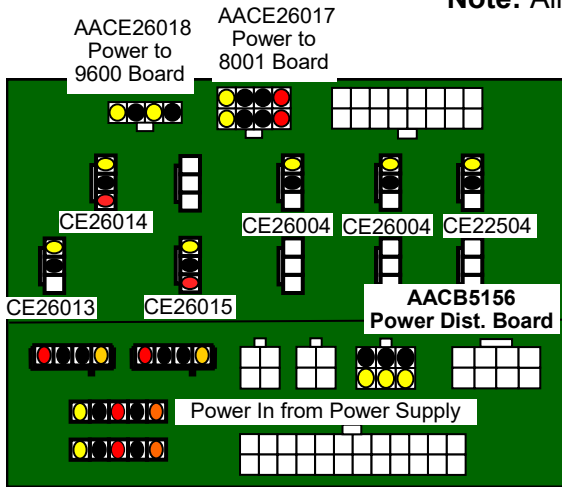 Note: All
AACE26018
Power to
9600 Board
AACE26017
Power to
8001 Board
CE26014
CE26004
CE26004
CE22504
CE26013
CE26015
AACB5156
Power Dist. Board
Power In from Power Supply